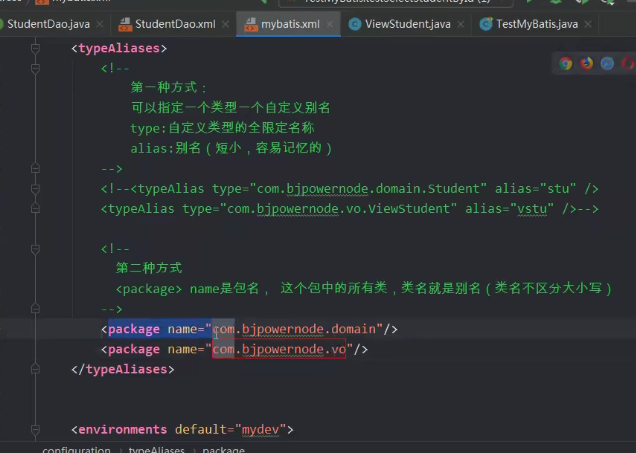 mybatis.xml
StudentDao.java
StudentDao.xml
mybatis.xml
ViewStudent.java
TestMyBatis.java
<typeAliases>
<!--
第一种方式：
可以指定一个类型一个自定义别名
type:自定义类型的全限定名称
alias:别名（短小，容易记忆的）
-->
<!--<typeAlias type="com.bjpowernode.domain.Student" alias="stu" />
<typeAlias type="com.bjpowernode.vo.ViewStudent" alias="vstu" />-->
<!--
第二种方式
<package> name是包名， 这个包中的所有类，类名就是别名（类名不区分大小写）
-->
<package name="com.bjpowernode.domain"/>
<package name="com.bjpowernode.vo"/>
</typeAliases>
<environments default="mydev">
configuration
typeAliases
package